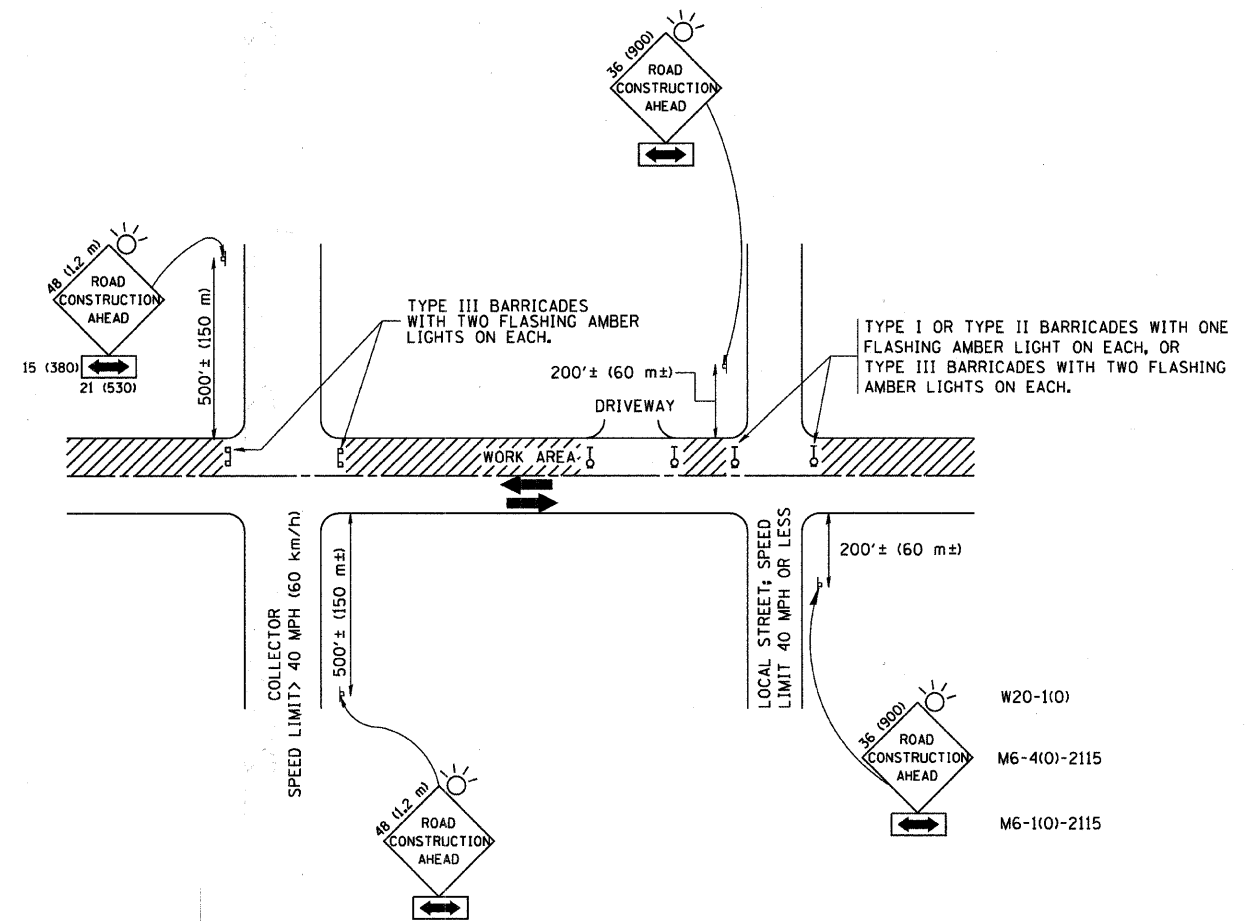 36 (900)
ROAD
CONSTRUCTION
AHEAD
48 (1.2 m)
ROAD
CONSTRUCTION
AHEAD
15 (380)
21 (530)
500'± (150 m)
TYPE III BARRICADES
WITH TWO FLASHING AMBER
LIGHTS ON EACH.
200'± (60 m±)
DRIVEWAY
TYPE I OR TYPE II BARRICADES WITH ONE
FLASHING AMBER LIGHT ON EACH, OR
TYPE III BARRICADES WITH TWO FLASHING
AMBER LIGHTS ON EACH.
WORK AREA
COLLECTOR
SPEED LIMIT> 40 MPH (60 km/h)
500'± (150 m±)
LOCAL STREET; SPEED
LIMIT 40 MPH OR LESS
200'± (60 m±)
48 (1.2 m)
ROAD
CONSTRUCTION
AHEAD
36 (900)
ROAD
CONSTRUCTION
AHEAD
W20-1(O)
M6-4(O)-2115
M6-1(O)-2115